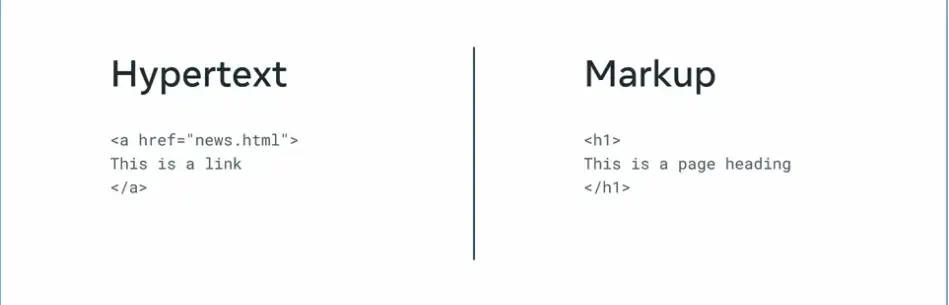 Hypertext
<a href="news.html">
This is a link
</a>
Markup
<h1>
This is a page heading
</h1>